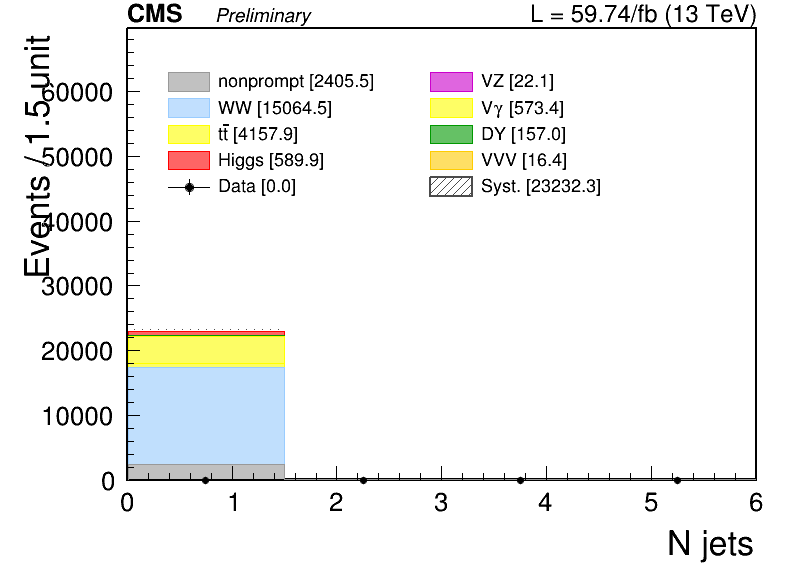 CMS Preliminary L = 59.74/fb (13 TeV)
Events / 1.5 unit
nonprompt [2405.5]
WW [15064.5]
tt̄ [4157.9]
Higgs [589.9]
Data [0.0]
VZ [22.1]
Vγ [573.4]
DY [157.0]
VVV [16.4]
Syst. [23232.3]
60000
50000
40000
30000
20000
10000
0
0 1 2 3 4 5 6
N jets